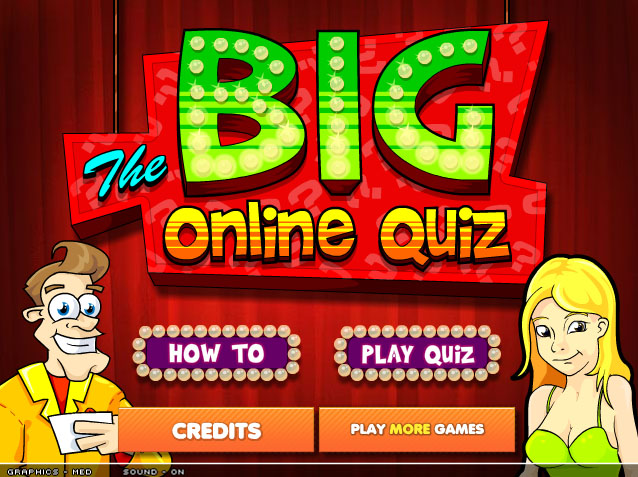 The BIG
Online Quiz
HOW TO
PLAY QUIZ
CREDITS
PLAY MORE GAMES
GRAPHICS - MED
SOUND - ON